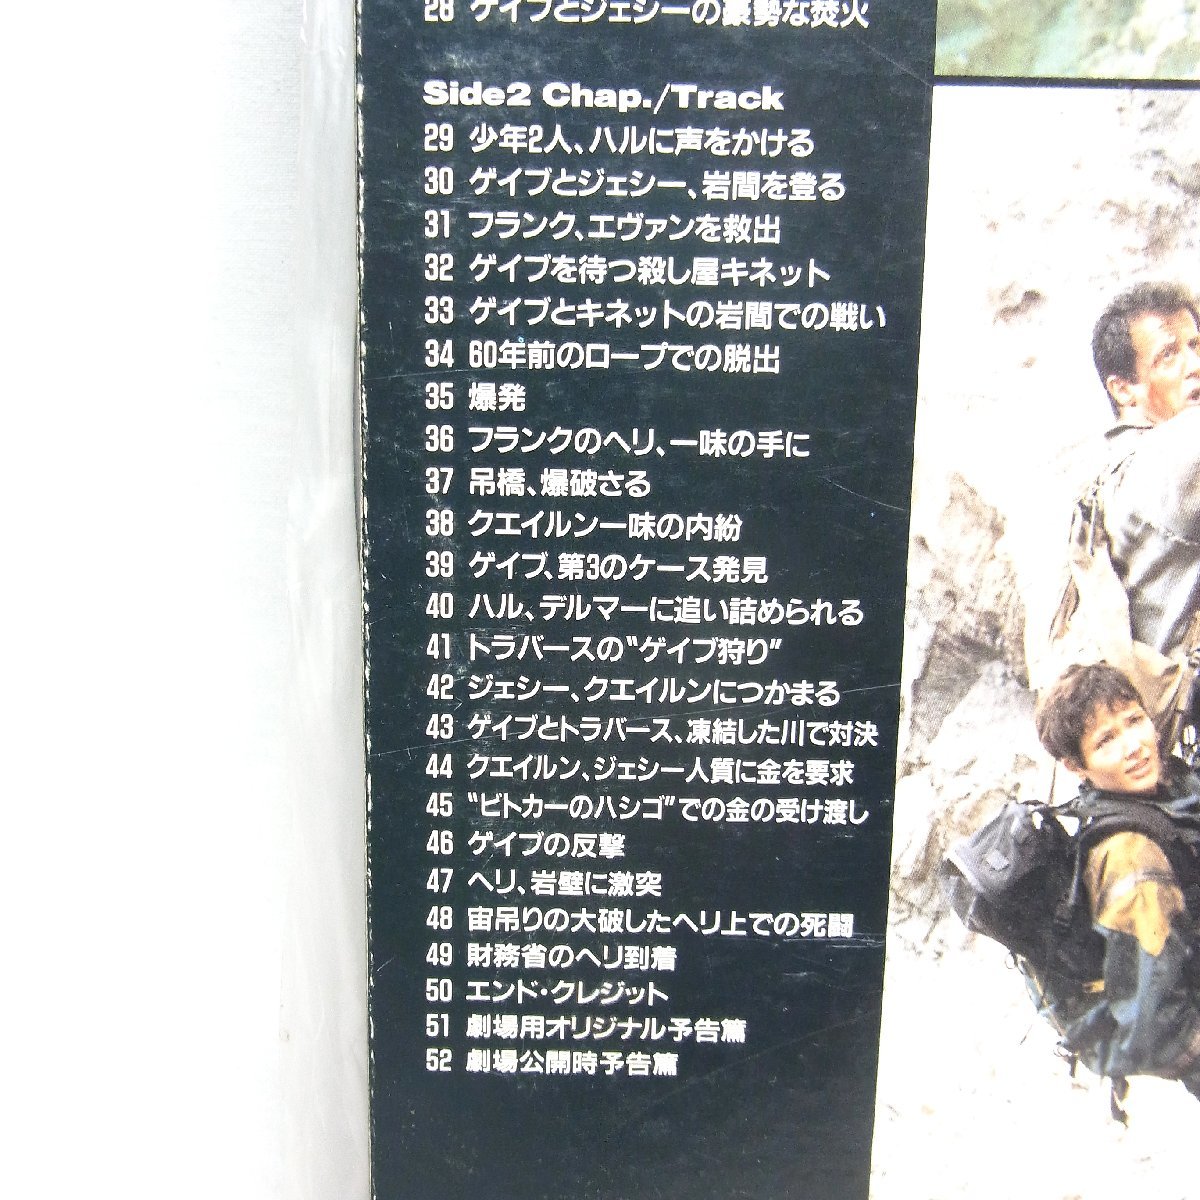 28 ゲイブとジェシーの豪勢な焚火
Side2 Chap./Track
29 少年2人、ハルに声をかける
30 ゲイブとジェシー、岩間を登る
31 フランク、エヴァンを救出
32 ゲイブを待つ殺し屋キネット
33 ゲイブとキネットの岩間での戦い
34 60年前のロープでの脱出
35 爆発
36 フランクのヘリ、一味の手に
37 吊橋、爆破さる
38 クエイルン一味の内紛
39 ゲイブ、第3のケース発見
40 ハル、デルマーに追い詰められる
41 トラバースの"ゲイブ狩り"
42 ジェシー、クエイルンにつかまる
43 ゲイブとトラバース、凍結した川で対決
44 クエイルン、ジェシー人質に金を要求
45 "ビトカーのハシゴ"での金の受け渡し
46 ゲイブの反撃
47 ヘリ、岩壁に激突
48 宙吊りの大破したヘリ上での死闘
49 財務省のヘリ到着
50 エンド・クレジット
51 劇場用オリジナル予告篇
52 劇場公開時予告篇